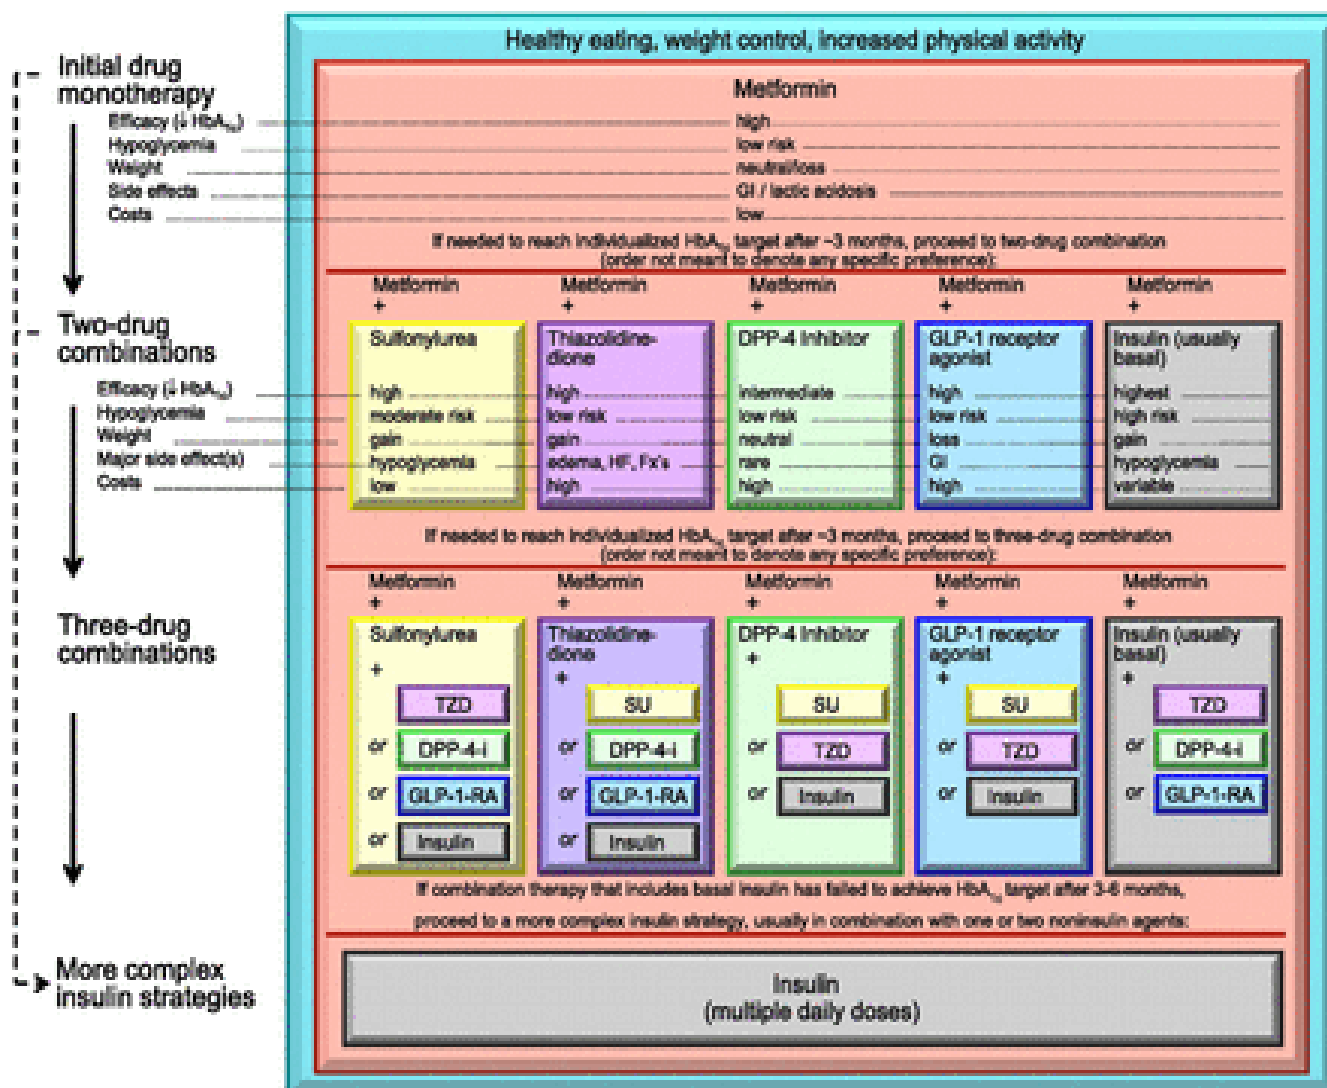 Healthy eating, weight control, increased physical activity
Initial drug
monotherapy
Metformin
Efficacy (↓ HbA1c) high
Hypoglycemia low risk
Weight neutral/loss
Side effects GI / lactic acidosis
Costs low
If needed to reach individualized HbA1c target after ~3 months, proceed to two-drug combination
(order not meant to denote any specific preference):
Two-drug
combinations
Metformin Metformin Metformin Metformin Metformin
+ + + + +
Sulfonylurea Thiazolidine- DPP-4 Inhibitor GLP-1 receptor Insulin (usually
dione agonist basal)
Efficacy (↓ HbA1c) high high intermediate high highest
Hypoglycemia moderate risk low risk low risk low risk high risk
Weight gain gain neutral loss gain
Major side effect(s) hypoglycemia edema, HF, Fx's rare GI hypoglycemia
Costs low high high high variable
If needed to reach individualized HbA1c target after ~3 months, proceed to three-drug combination
(order not meant to denote any specific preference):
Three-drug
combinations
Metformin Metformin Metformin Metformin Metformin
+ + + + +
Sulfonylurea Thiazolidine- DPP-4 Inhibitor GLP-1 receptor Insulin (usually
dione agonist basal)
+ + + + +
TZD SU SU SU TZD
or DPP-4-i or DPP-4-i or TZD or TZD or DPP-4-i
or GLP-1-RA or GLP-1-RA or Insulin or Insulin or GLP-1-RA
or Insulin or Insulin
If combination therapy that includes basal insulin has failed to achieve HbA1c target after 3-6 months,
proceed to a more complex insulin strategy, usually in combination with one or two noninsulin agents:
More complex
insulin strategies
Insulin
(multiple daily doses)